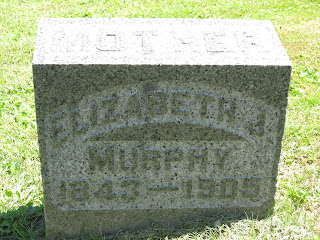 MOTHER
ELIZABETH J.
MURPHY
1843-1909